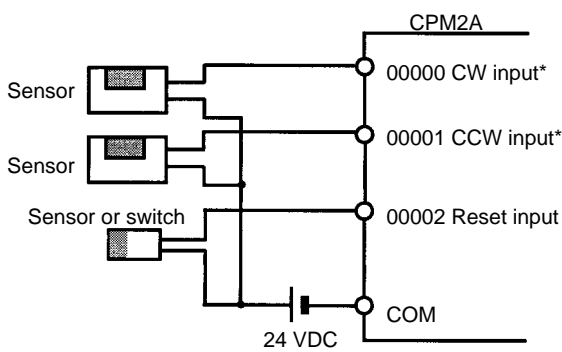 CPM2A
Sensor
00000 CW input*
Sensor
00001 CCW input*
Sensor or switch
00002 Reset input
COM
24 VDC